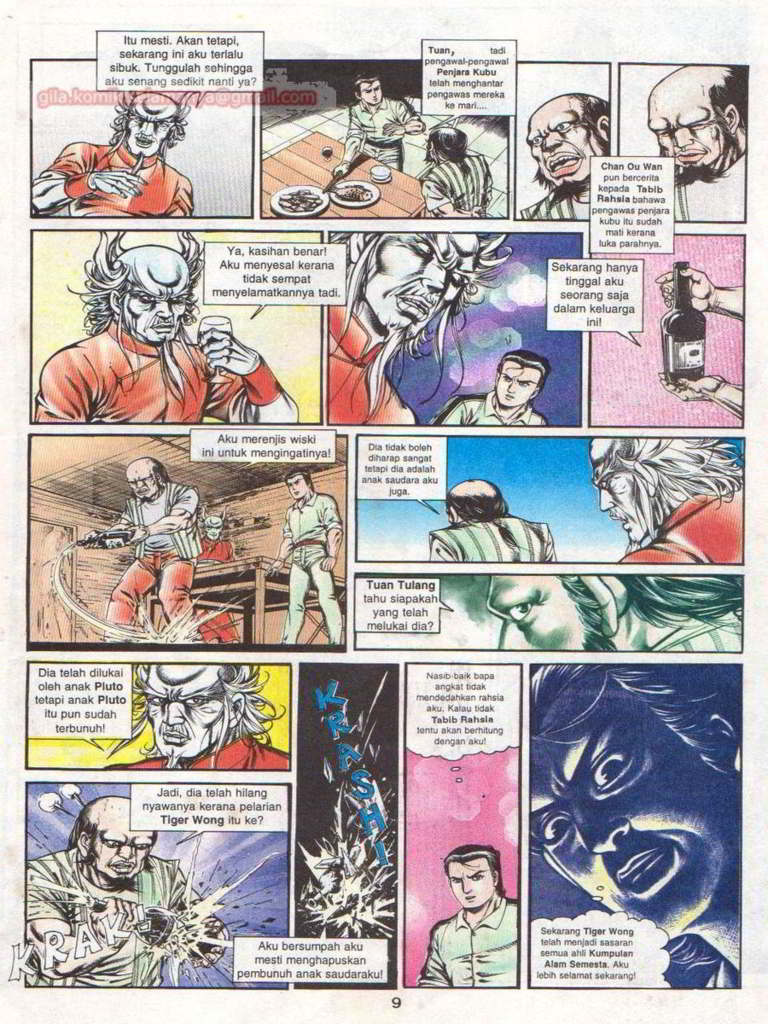 Itu mesti. Akan tetapi,
sekarang ini aku terlalu
sibuk. Tunggulah sehingga
aku senang sedikit nanti ya?
Tuan, tadi
pengawal-pengawal
Penjara Kubu
telah menghantar
pengawas mereka
ke mari....
Chan Ou Wan
pun bercerita
kepada Tabib
Rahsia bahawa
pengawas penjara
kubu itu sudah
mati kerana
luka parahnya.
Ya, kasihan benar!
Aku menyesal kerana
tidak sempat
menyelamatkannya tadi.
Sekarang hanya
tinggal aku
seorang saja
dalam keluarga
ini!
Aku merenjis wiski
ini untuk mengingatinya!
Dia tidak boleh
diharap sangat
tetapi dia adalah
anak saudara aku
juga.
Tuan Tulang
tahu siapakah
yang telah
melukai dia?
Dia telah dilukai
oleh anak Pluto
tetapi anak Pluto
itu pun sudah
terbunuh!
KRASH!
Nasib baik bapa
angkat tidak
mendedahkan rahsia
aku. Kalau tidak
Tabib Rahsia
tentu akan berhitung
dengan aku!
Jadi, dia telah hilang
nyawanya kerana pelarian
Tiger Wong itu ke?
KRAK!!
Aku bersumpah aku
mesti menghapuskan
pembunuh anak saudaraku!
Sekarang Tiger Wong
telah menjadi sasaran
semua ahli Kumpulan
Alam Semesta. Aku
lebih selamat sekarang!
9